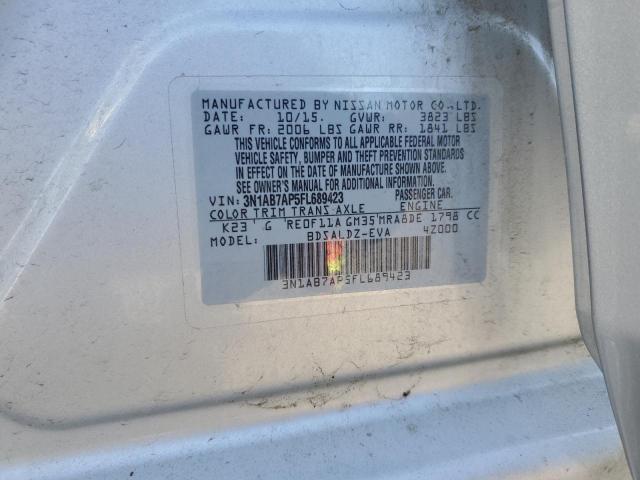 MANUFACTURED BY NISSAN MOTOR CO.,LTD.
DATE: 10/15. GVWR: 3823 LBS
GAWR FR: 2006 LBS GAWR RR: 1841 LBS
THIS VEHICLE CONFORMS TO ALL APPLICABLE FEDERAL MOTOR
VEHICLE SAFETY, BUMPER AND THEFT PREVENTION STANDARDS
IN EFFECT ON THE DATE OF MANUFACTURE SHOWN ABOVE.
SEE OWNER'S MANUAL FOR ADDITIONAL INFORMATION.
VIN: 3N1AB7AP5FL689423 PASSENGER CAR.
COLOR TRIM TRANS AXLE ENGINE
K23 G RE0F11A GM35 MRA8DE 1798 CC
MODEL: BDSALDZ-EVA 4Z000
3N1AB7AP5FL689423